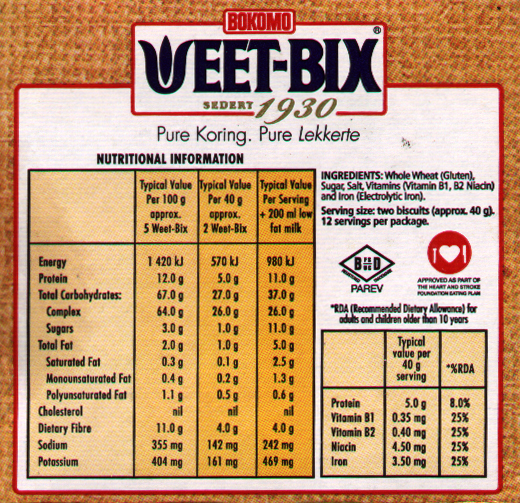 BOKOMO
WEET-BIX®
SEDERT 1930
Pure Koring. Pure Lekkerte
NUTRITIONAL INFORMATION
Typical Value Per 100 g approx. 5 Weet-Bix | Typical Value Per 40 g approx. 2 Weet-Bix | Typical Value Per Serving + 200 ml low fat milk
Energy 1 420 kJ 570 kJ 980 kJ
Protein 12.0 g 5.0 g 11.0 g
Total Carbohydrates: 67.0 g 27.0 g 37.0 g
Complex 64.0 g 26.0 g 26.0 g
Sugars 3.0 g 1.0 g 11.0 g
Total Fat 2.0 g 1.0 g 5.0 g
Saturated Fat 0.3 g 0.1 g 2.5 g
Monounsaturated Fat 0.4 g 0.2 g 1.3 g
Polyunsaturated Fat 1.1 g 0.5 g 0.6 g
Cholesterol nil nil nil
Dietary Fibre 11.0 g 4.0 g 4.0 g
Sodium 355 mg 142 mg 242 mg
Potassium 404 mg 161 mg 469 mg
INGREDIENTS: Whole Wheat (Gluten),
Sugar, Salt, Vitamins (Vitamin B1, B2 Niacin)
and Iron (Electrolytic Iron).
Serving size: two biscuits (approx. 40 g).
12 servings per package.
PAREV
APPROVED AS PART OF
THE HEART AND STROKE
FOUNDATION EATING PLAN
*RDA (Recommended Dietary Allowance) for
adults and children older than 10 years
Typical value per 40 g serving | *%RDA
Protein 5.0 g 8.0%
Vitamin B1 0.35 mg 25%
Vitamin B2 0.40 mg 25%
Niacin 4.50 mg 25%
Iron 3.50 mg 25%